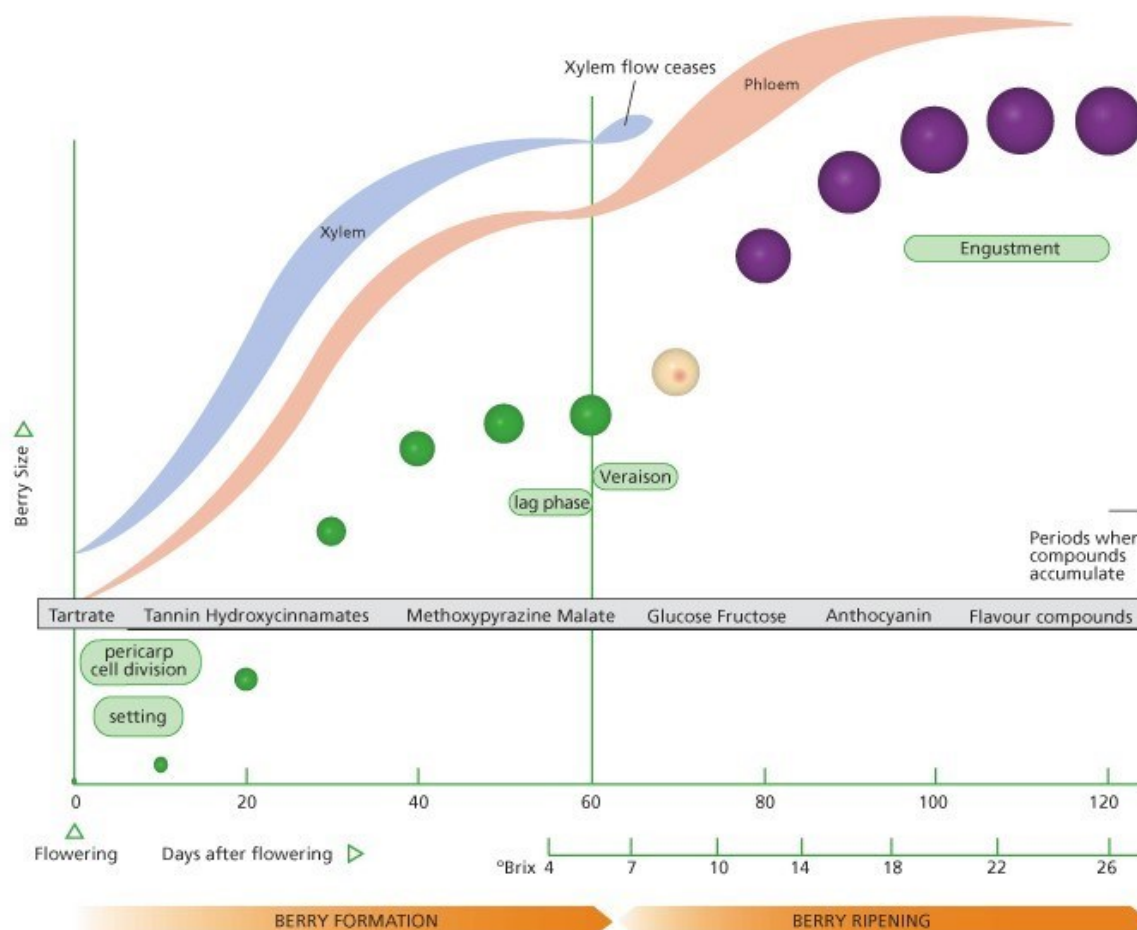 Xylem flow ceases
Phloem
Xylem
Engustment
Berry Size
Veraison
lag phase
Periods when
compounds
accumulate
Tartrate Tannin Hydroxycinnamates Methoxypyrazine Malate Glucose Fructose Anthocyanin Flavour compounds
pericarp
cell division
setting
0 20 40 60 80 100 120
Flowering Days after flowering
ºBrix 4 7 10 14 18 22 26
BERRY FORMATION BERRY RIPENING